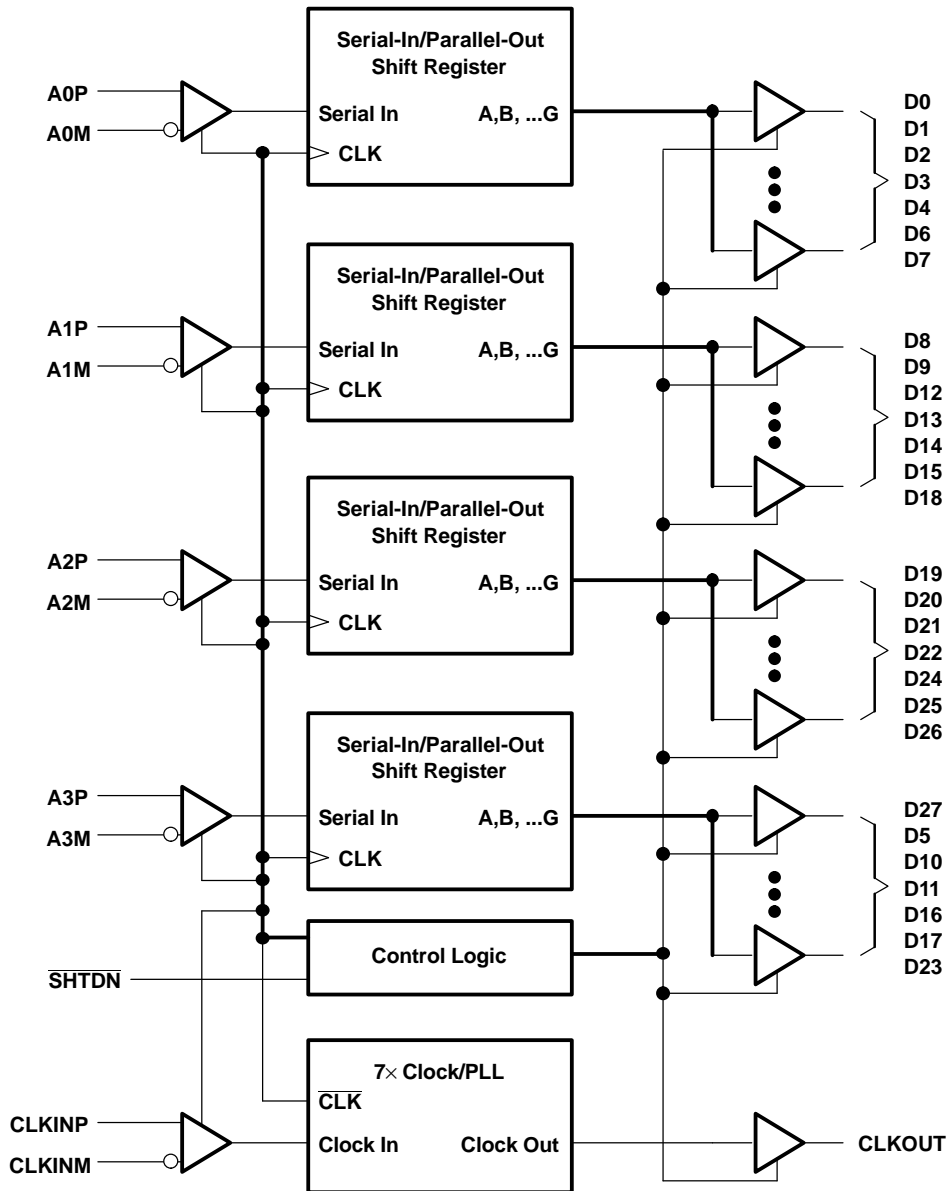 Serial-In/Parallel-Out
Shift Register
A0P
A0M
Serial In
A,B, ...G
CLK
D0
D1
D2
D3
D4
D6
D7
Serial-In/Parallel-Out
Shift Register
A1P
A1M
Serial In
A,B, ...G
CLK
D8
D9
D12
D13
D14
D15
D18
Serial-In/Parallel-Out
Shift Register
A2P
A2M
Serial In
A,B, ...G
CLK
D19
D20
D21
D22
D24
D25
D26
Serial-In/Parallel-Out
Shift Register
A3P
A3M
Serial In
A,B, ...G
CLK
D27
D5
D10
D11
D16
D17
D23
Control Logic
SHTDN
7× Clock/PLL
CLK
CLKINP
CLKINM
Clock In
Clock Out
CLKOUT